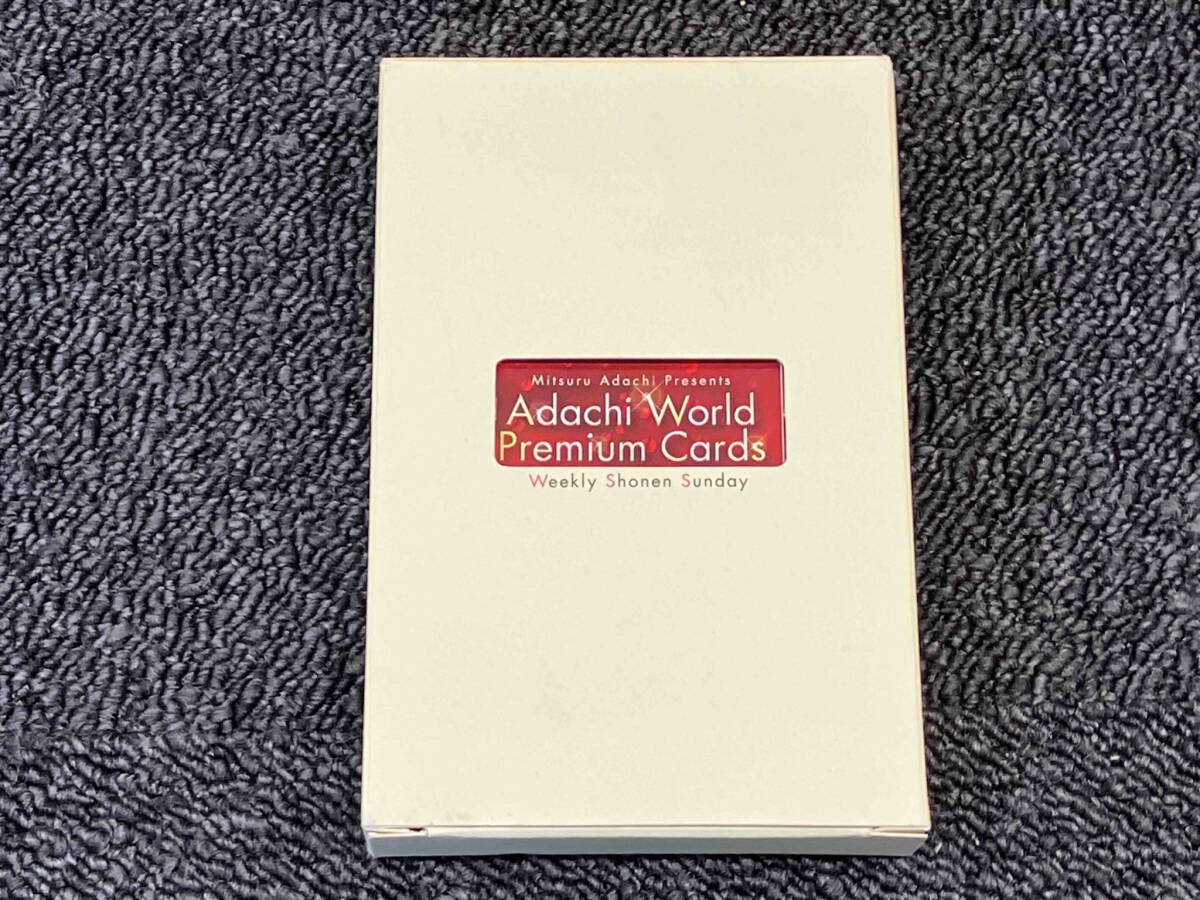 Mitsuru Adachi Presents
Adachi World
Premium Cards
Weekly Shonen Sunday